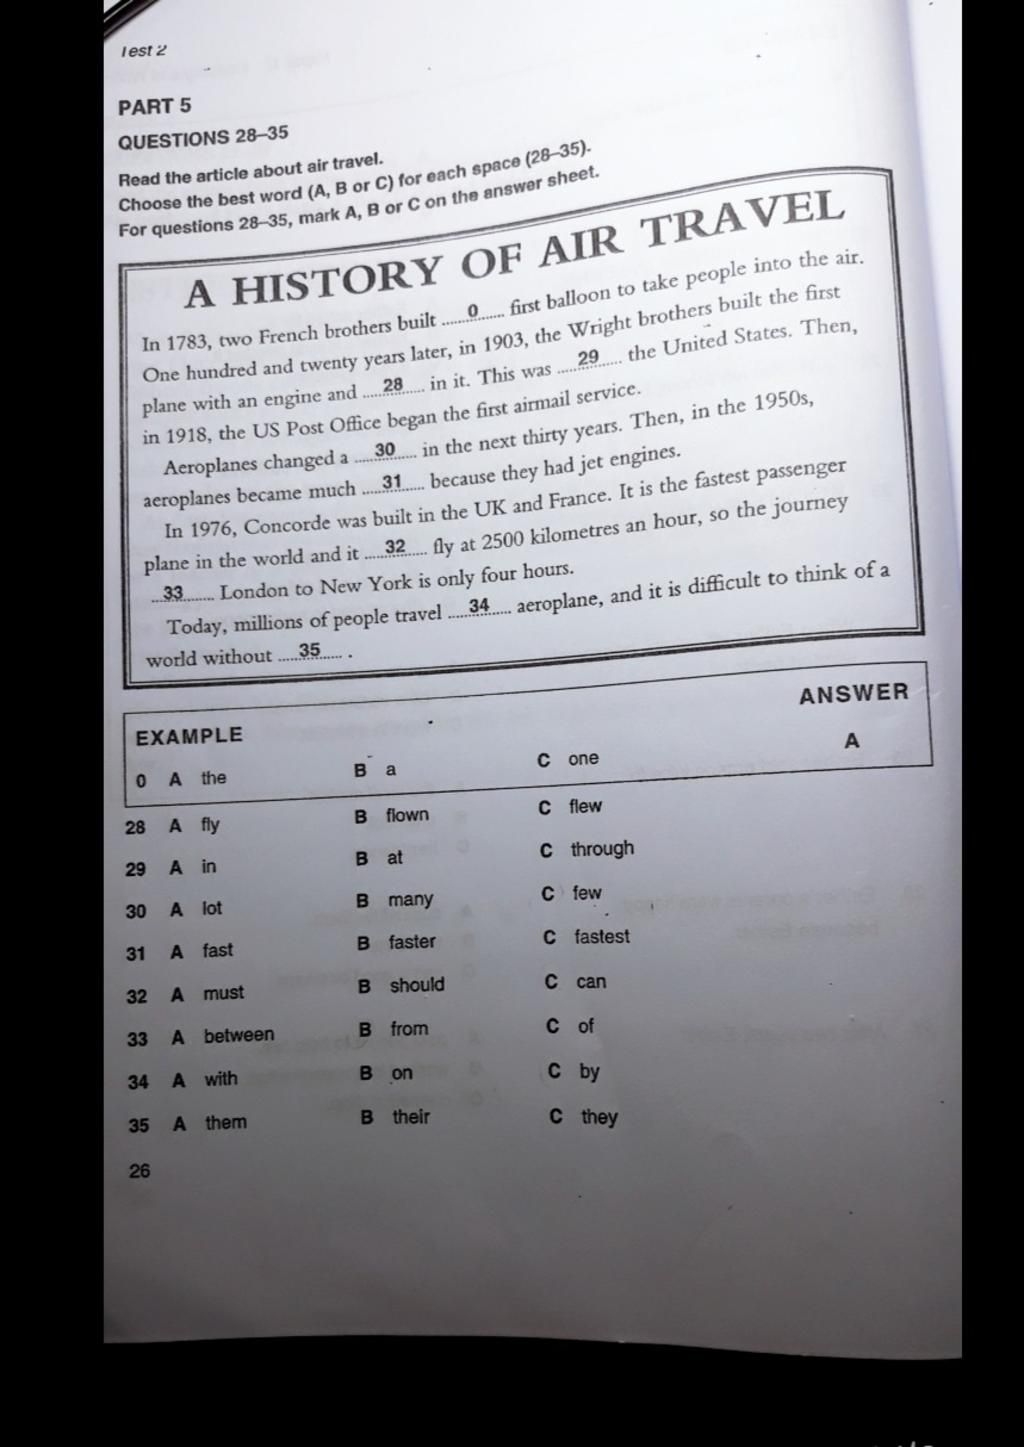 Test 2
PART 5
QUESTIONS 28–35
Read the article about air travel.
Choose the best word (A, B or C) for each space (28–35).
For questions 28–35, mark A, B or C on the answer sheet.
A HISTORY OF AIR TRAVEL
In 1783, two French brothers built ......0...... first balloon to take people into the air.
One hundred and twenty years later, in 1903, the Wright brothers built the first
plane with an engine and ......28...... in it. This was ......29...... the United States. Then,
in 1918, the US Post Office began the first airmail service.
Aeroplanes changed a ......30...... in the next thirty years. Then, in the 1950s,
aeroplanes became much ......31...... because they had jet engines.
In 1976, Concorde was built in the UK and France. It is the fastest passenger
plane in the world and it ......32...... fly at 2500 kilometres an hour, so the journey
......33...... London to New York is only four hours.
Today, millions of people travel ......34...... aeroplane, and it is difficult to think of a
world without ......35...... .
EXAMPLE ANSWER
0 A the B a C one A
28 A fly B flown C flew
29 A in B at C through
30 A lot B many C few
31 A fast B faster C fastest
32 A must B should C can
33 A between B from C of
34 A with B on C by
35 A them B their C they
26